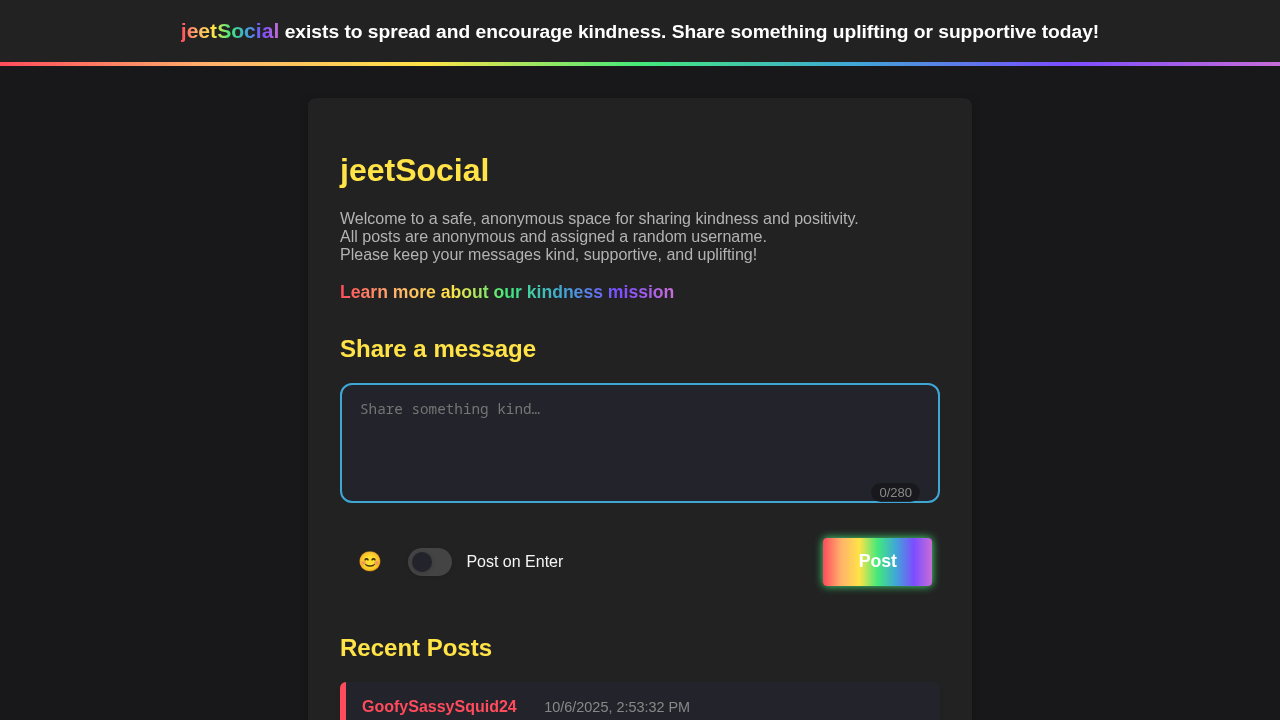 jeetSocial exists to spread and encourage kindness. Share something uplifting or supportive today!
jeetSocial
Welcome to a safe, anonymous space for sharing kindness and positivity.
All posts are anonymous and assigned a random username.
Please keep your messages kind, supportive, and uplifting!
Learn more about our kindness mission
Share a message
Share something kind…
0/280
Post on Enter
Post
Recent Posts
GoofySassySquid24 10/6/2025, 2:53:32 PM